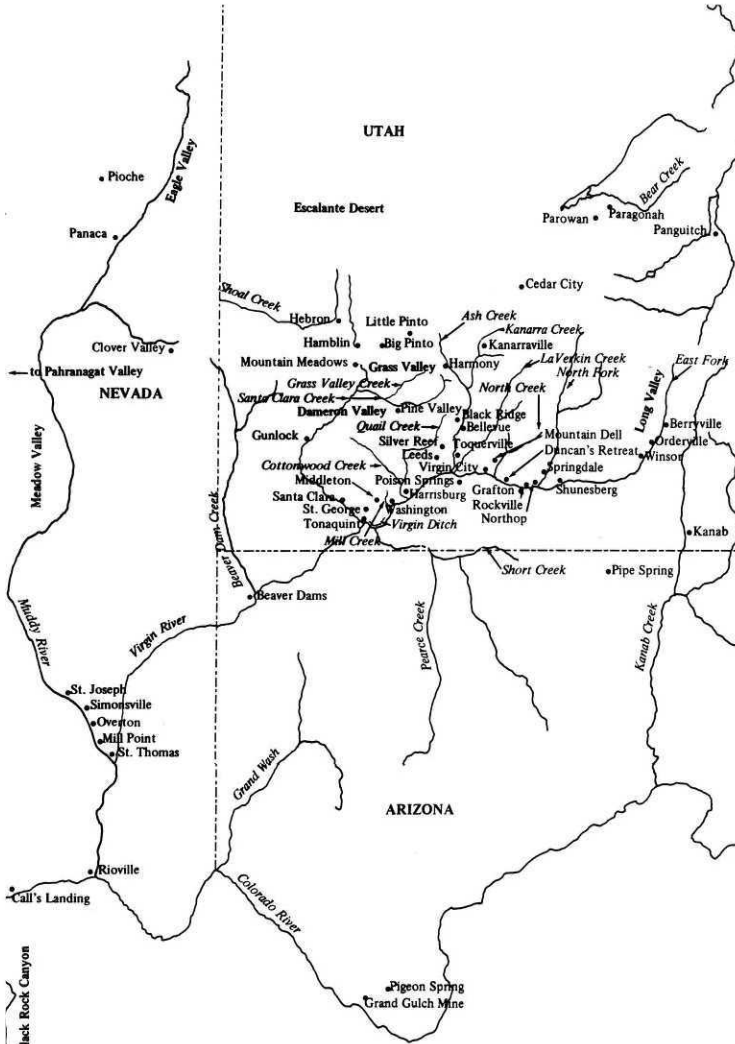 UTAH
Pioche
Eagle Valley
Bear Creek
Escalante Desert
Parowan
Paragonah
Panguitch
Panaca
Cedar City
Shoal Creek
Hebron
Little Pinto
Ash Creek
Kanarra Creek
Clover Valley
Hamblin
Big Pinto
Kanarraville
to Pahranagat Valley
Mountain Meadows
Grass Valley
Harmony
LaVerkin Creek
North Fork
East Fork
NEVADA
Grass Valley Creek
North Creek
Long Valley
Santa Clara Creek
Dameron Valley
Pine Valley
Black Ridge
Quail Creek
Bellevue
Mountain Dell
Berryville
Gunlock
Silver Reef
Toquerville
Duncan's Retreat
Orderville
Meadow Valley
Leeds
Winsor
Cottonwood Creek
Virgin City
Springdale
Middleton
Poison Springs
Shunesberg
Santa Clara
Harrisburg
Grafton
St. George
Washington
Rockville
Tonaquint
Virgin Ditch
Northop
Mill Creek
Kanab
Beaver Dam Creek
Short Creek
Pipe Spring
Beaver Dams
Muppy River
Virgin River
Pearce Creek
Kanab Creek
St. Joseph
Simonsville
Overton
Mill Point
St. Thomas
Grand Wash
ARIZONA
Rioville
Call's Landing
Colorado River
lack Rock Canyon
Pigeon Spring
Grand Gulch Mine